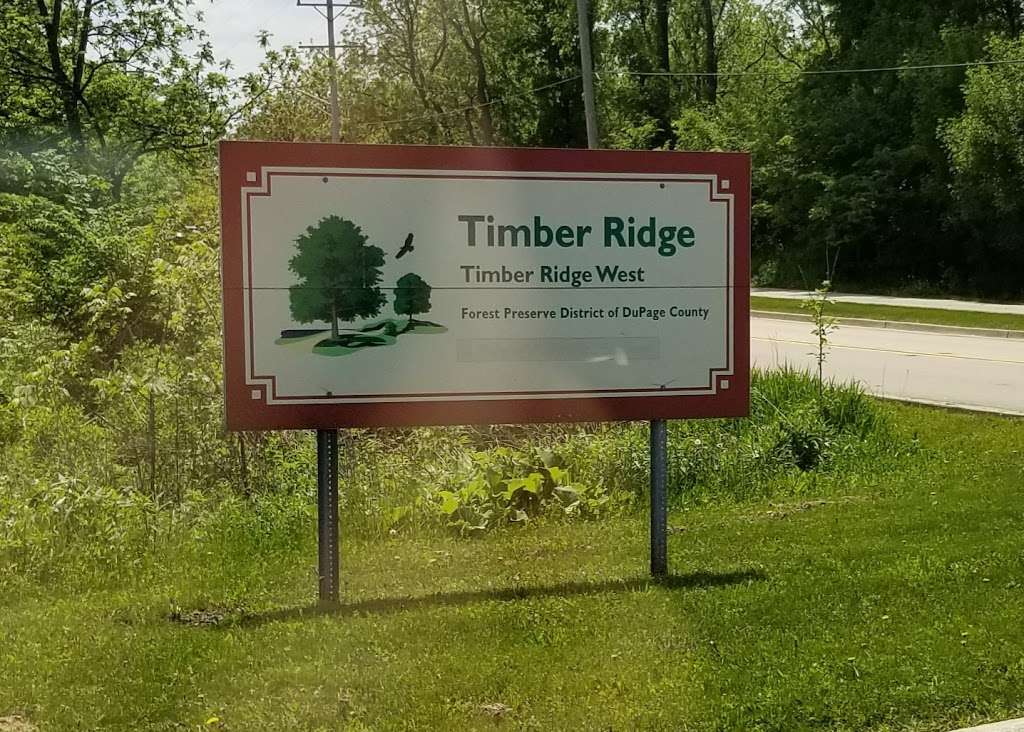 Timber Ridge
Timber Ridge West
Forest Preserve District of DuPage County